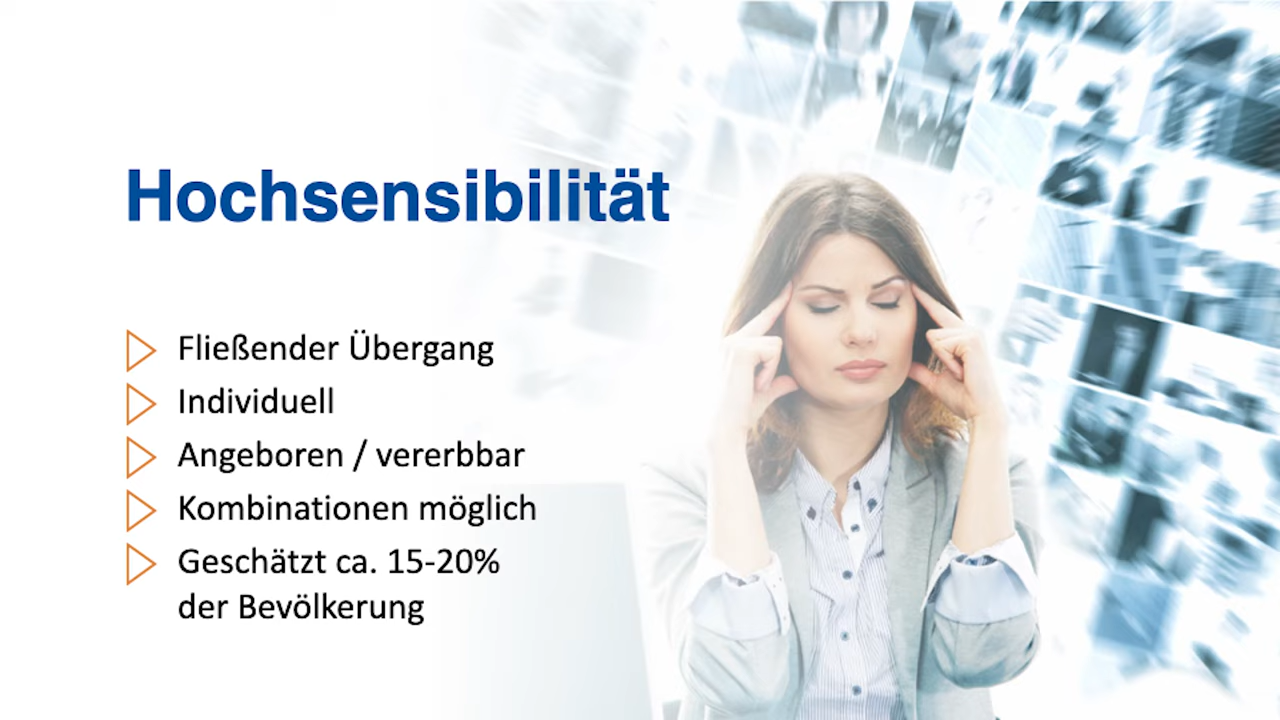 Hochsensibilität
Fließender Übergang
Individuell
Angeboren / vererbbar
Kombinationen möglich
Geschätzt ca. 15-20%
der Bevölkerung